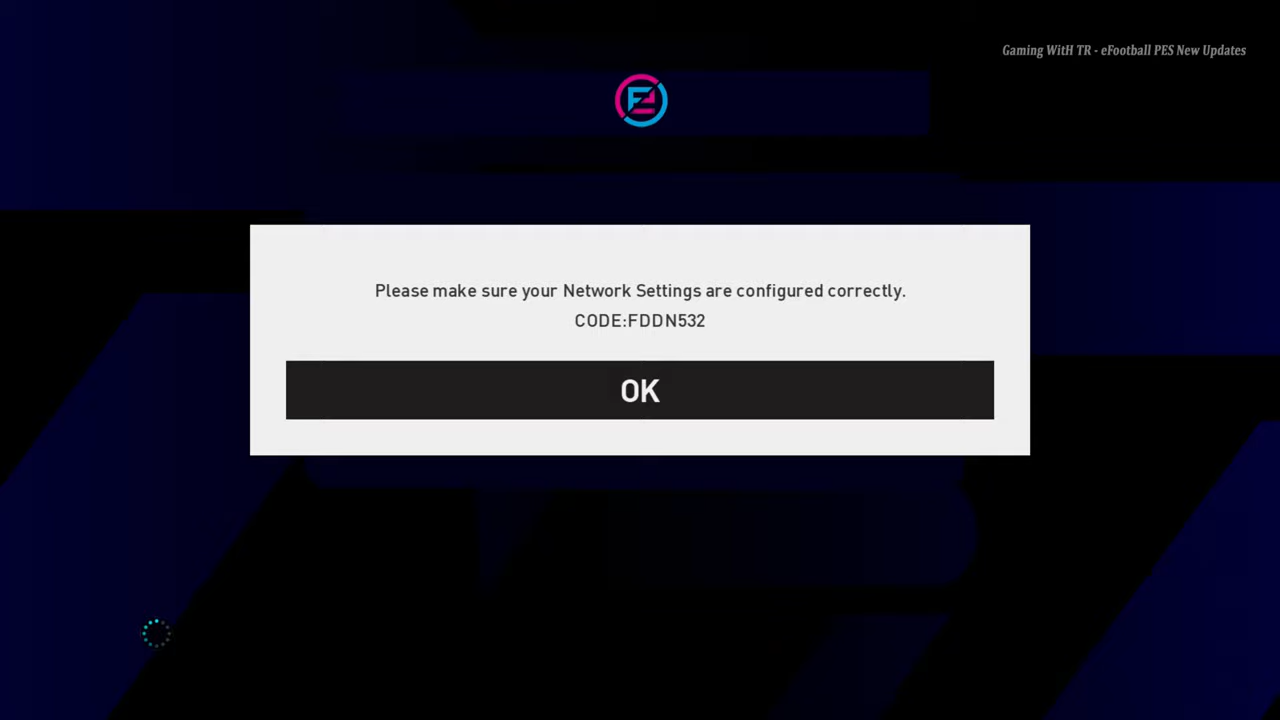 Gaming WitH TR - eFootball PES New Updates
Please make sure your Network Settings are configured correctly.
CODE:FDDN532
OK